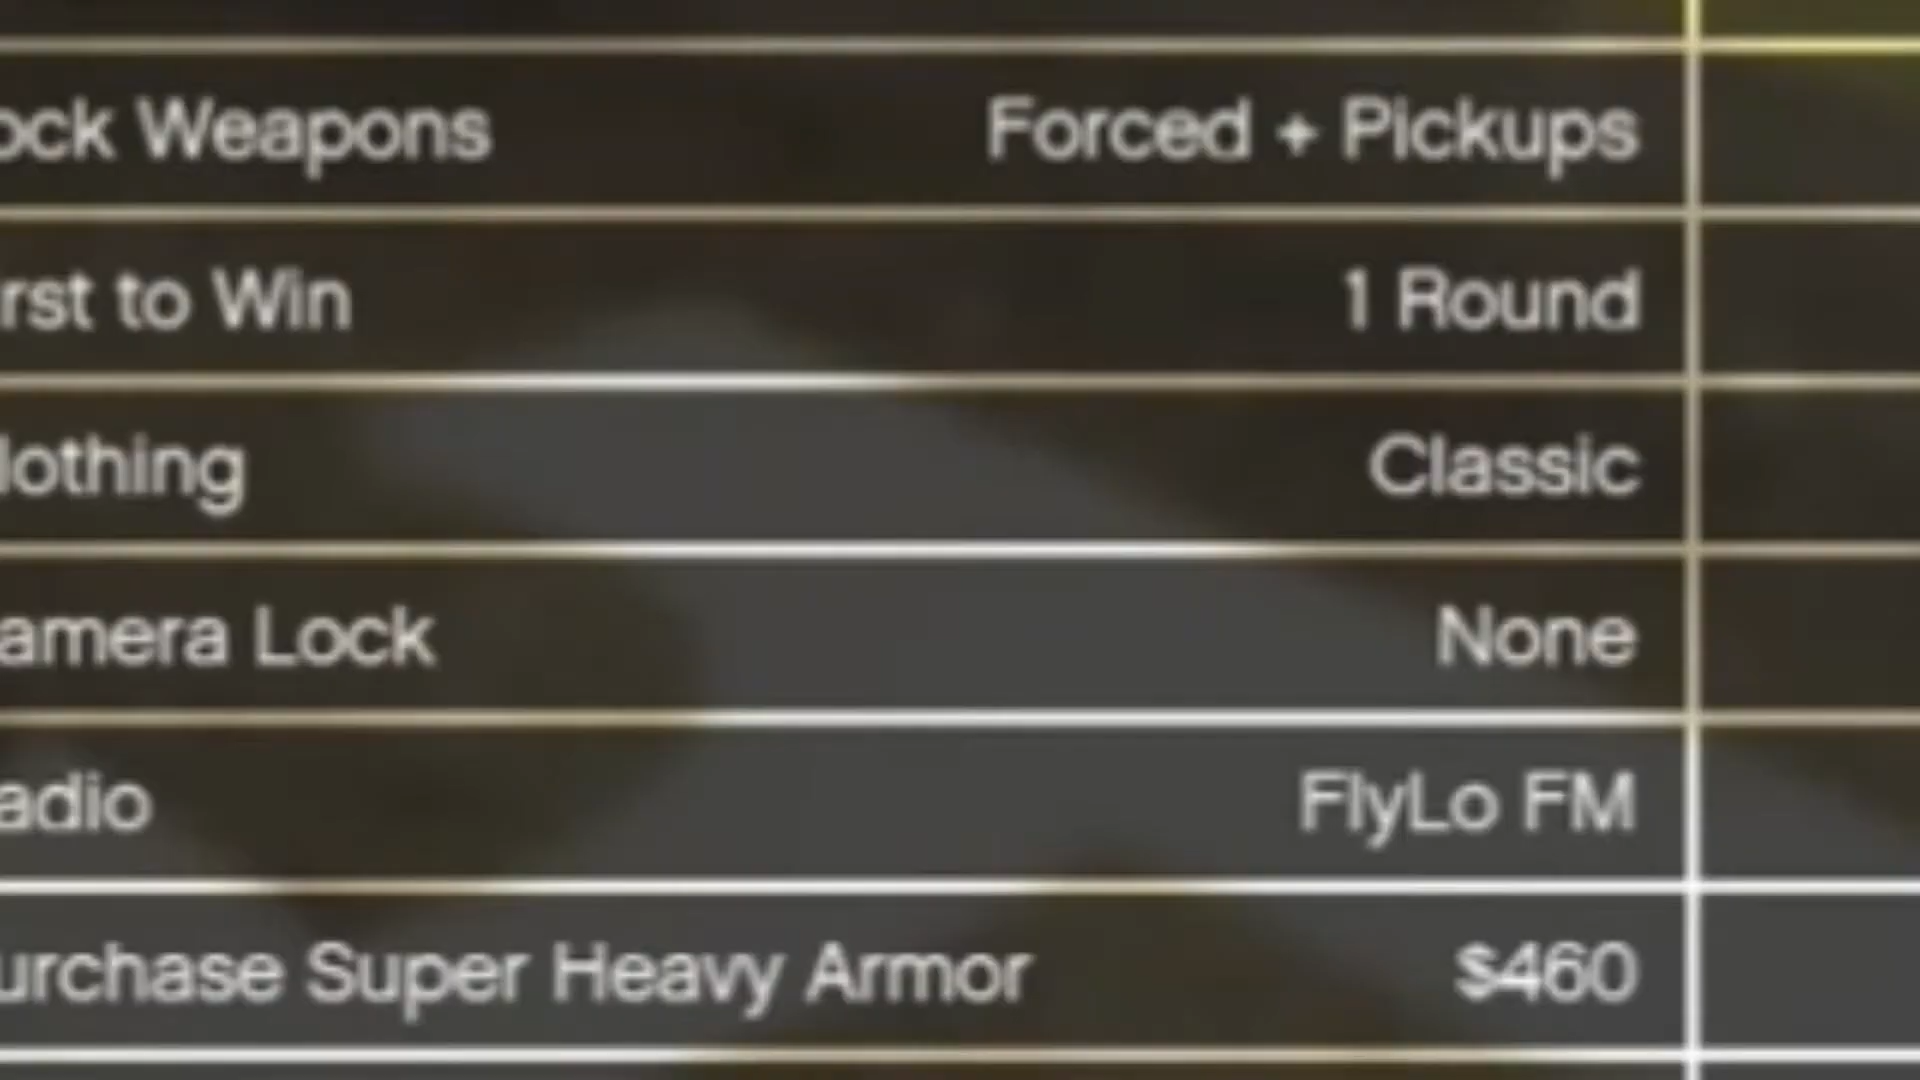 ock Weapons Forced + Pickups
irst to Win 1 Round
lothing Classic
amera Lock None
adio FlyLo FM
urchase Super Heavy Armor $460